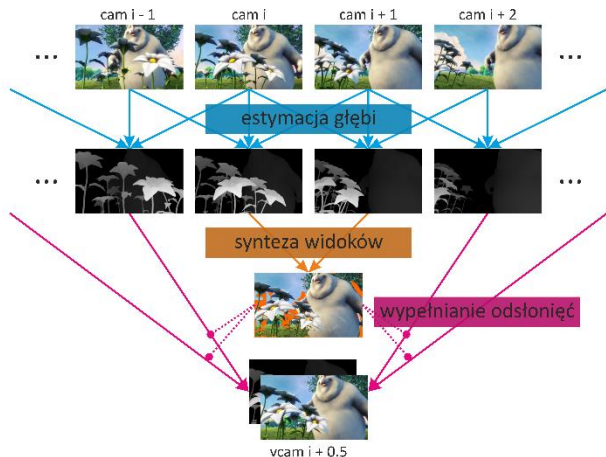 cam i - 1
cam i
cam i + 1
cam i + 2
...
...
estymacja głębi
...
...
synteza widoków
wypełnianie odsłonięć
vcam i + 0.5